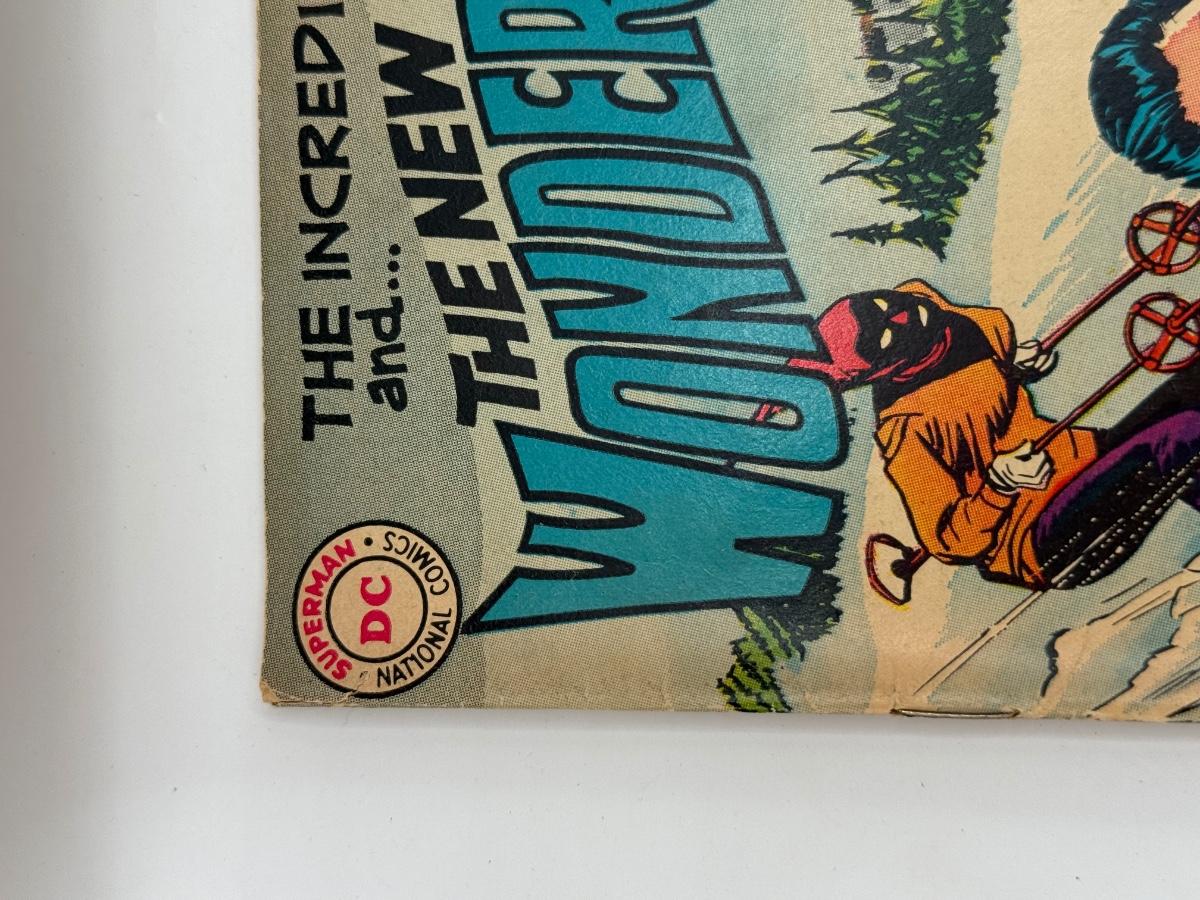 THE INCREDI
and...
THE NEW
WONDER
SUPERMAN • NATIONAL COMICS
DC